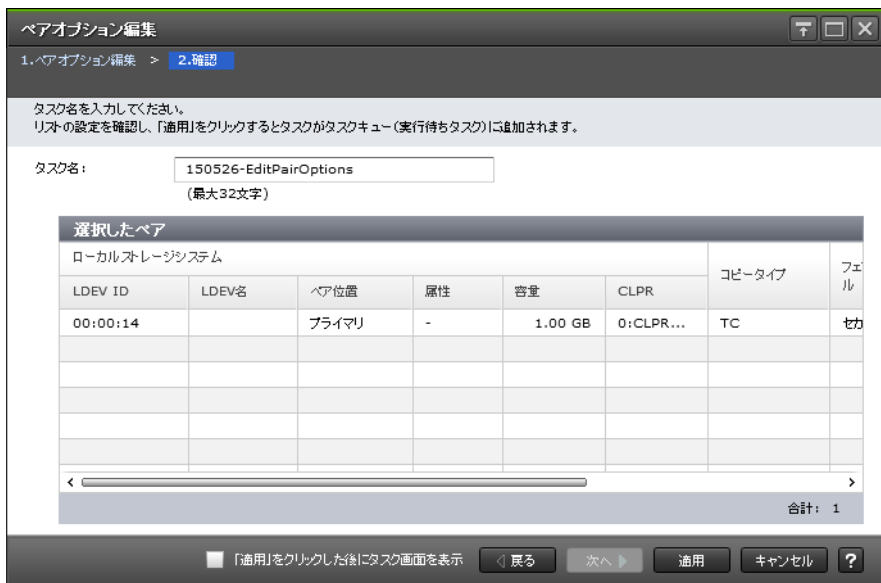 ペアオプション編集
1.ペアオプション編集 > 2.確認
タスク名を入力してください。
リストの設定を確認し、「適用」をクリックするとタスクがタスクキュー(実行待ちタスク)に追加されます。
タスク名: 150526-EditPairOptions
(最大32文字)
選択したペア
ローカルストレージシステム コピータイプ フェ
ル
LDEV ID LDEV名 ペア位置 属性 容量 CLPR
00:00:14 プライマリ - 1.00 GB 0:CLPR... TC セカ
合計: 1
「適用」をクリックした後にタスク画面を表示 戻る 次へ 適用 キャンセル ?